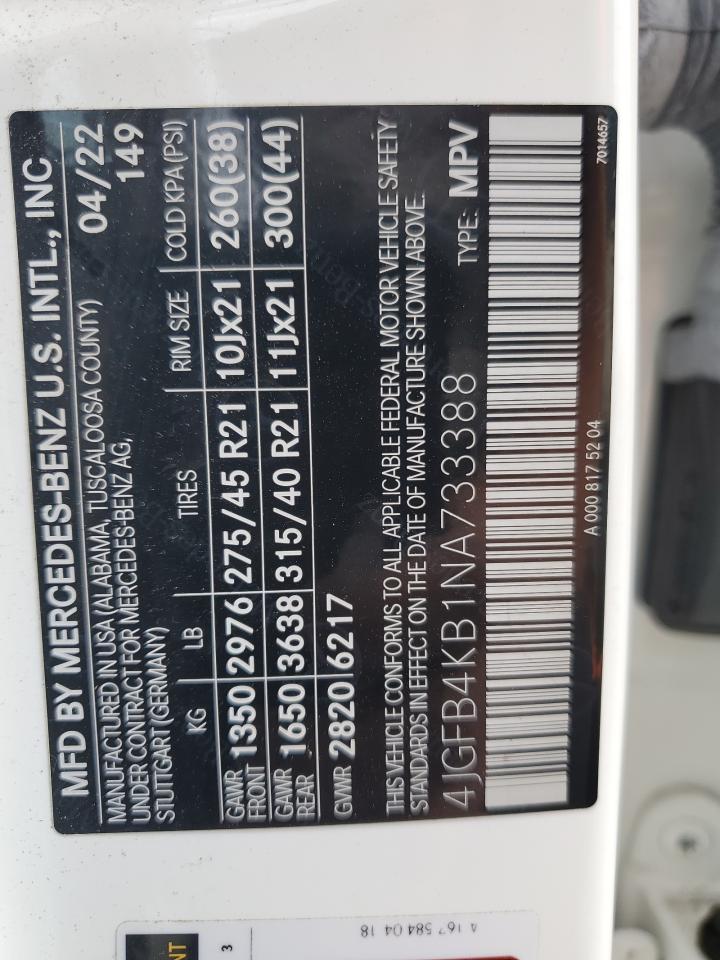 MFD BY MERCEDES-BENZ U.S. INTL., INC
MANUFACTURED IN USA (ALABAMA, TUSCALOOSA COUNTY) 04/22
UNDER CONTRACT FOR MERCEDES-BENZ AG, 149
STUTTGART (GERMANY)
KG LB TIRES RIM SIZE COLD KPA (PSI)
GAWR FRONT 1350 2976 275/45 R21 10Jx21 260(38)
GAWR REAR 1650 3638 315/40 R21 11Jx21 300(44)
GVWR 2820 6217
THIS VEHICLE CONFORMS TO ALL APPLICABLE FEDERAL MOTOR VEHICLE SAFETY
STANDARDS IN EFFECT ON THE DATE OF MANUFACTURE SHOWN ABOVE.
4JGFB4KB1NA733388 TYPE: MPV
A 000 817 52 04 7014657
A 167 584 04 18
3